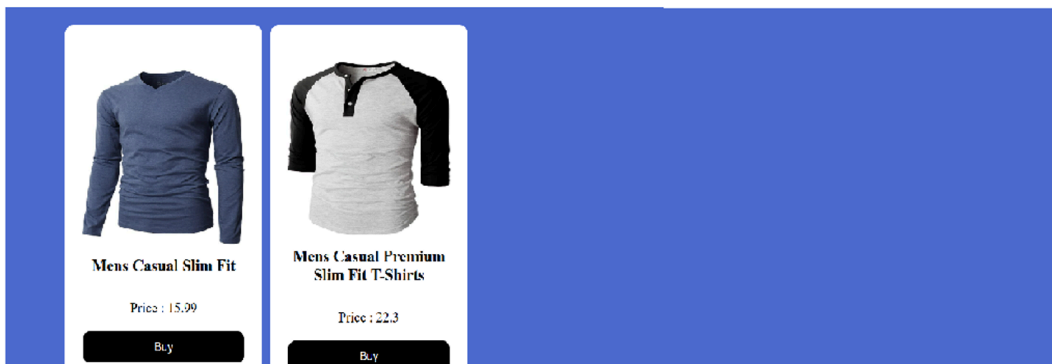 Mens Casual Slim Fit
Price : 15.99
Buy
Mens Casual Premium
Slim Fit T-Shirts
Price : 22.3
Buy